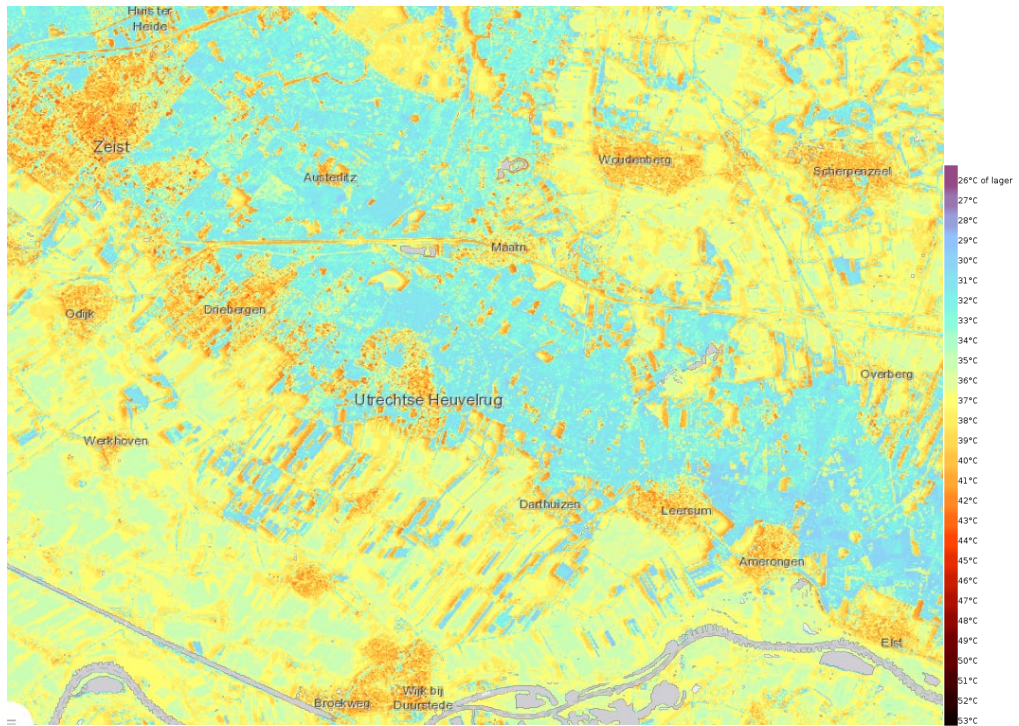 Huis ter
Heide
Zeist
Austerlitz
Woudenberg
Scherpenzeel
Maarn
Odijk
Driebergen
Overberg
Utrechtse Heuvelrug
Werkhoven
Darthuizen
Leersum
Amerongen
Elst
Broekweg
Wijk bij
Duurstede
26°C of lager
27°C
28°C
29°C
30°C
31°C
32°C
33°C
34°C
35°C
36°C
37°C
38°C
39°C
40°C
41°C
42°C
43°C
44°C
45°C
46°C
47°C
48°C
49°C
50°C
51°C
52°C
53°C